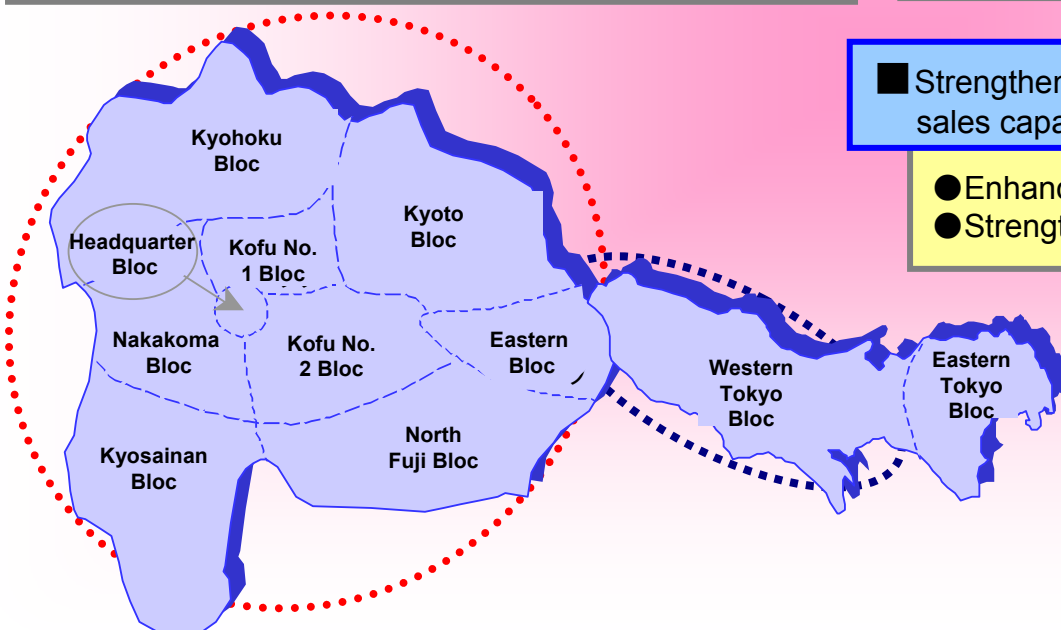 ■ Strengthen
sales capa
● Enhanc
● Strengt
Kyohoku
Bloc
Kyoto
Bloc
Headquarter
Bloc
Kofu No.
1 Bloc
Nakakoma
Bloc
Kofu No.
2 Bloc
Eastern
Bloc
Western
Tokyo
Bloc
Eastern
Tokyo
Bloc
Kyosainan
Bloc
North
Fuji Bloc